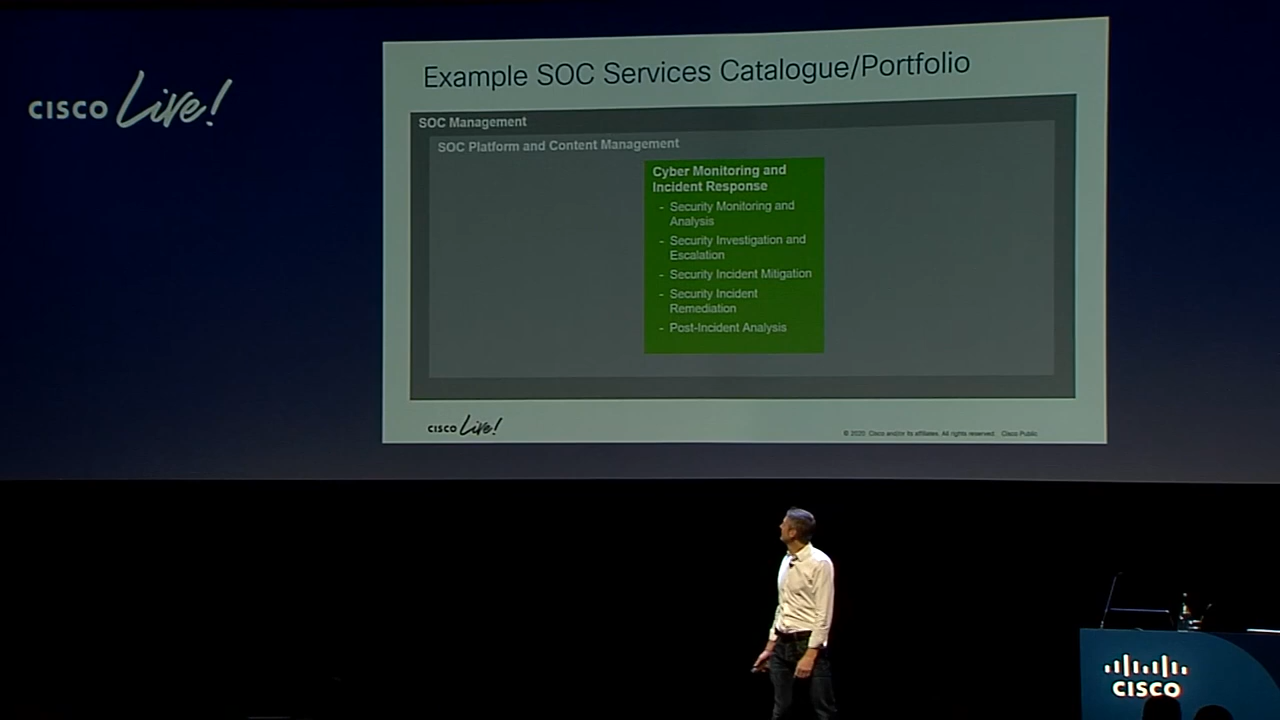 CISCO Live!
Example SOC Services Catalogue/Portfolio
SOC Management
SOC Platform and Content Management
Cyber Monitoring and
Incident Response
- Security Monitoring and
Analysis
- Security Investigation and
Escalation
- Security Incident Mitigation
- Security Incident
Remediation
- Post-Incident Analysis
CISCO Live!
© 2020 Cisco and/or its affiliates. All rights reserved. Cisco Public
CISCO